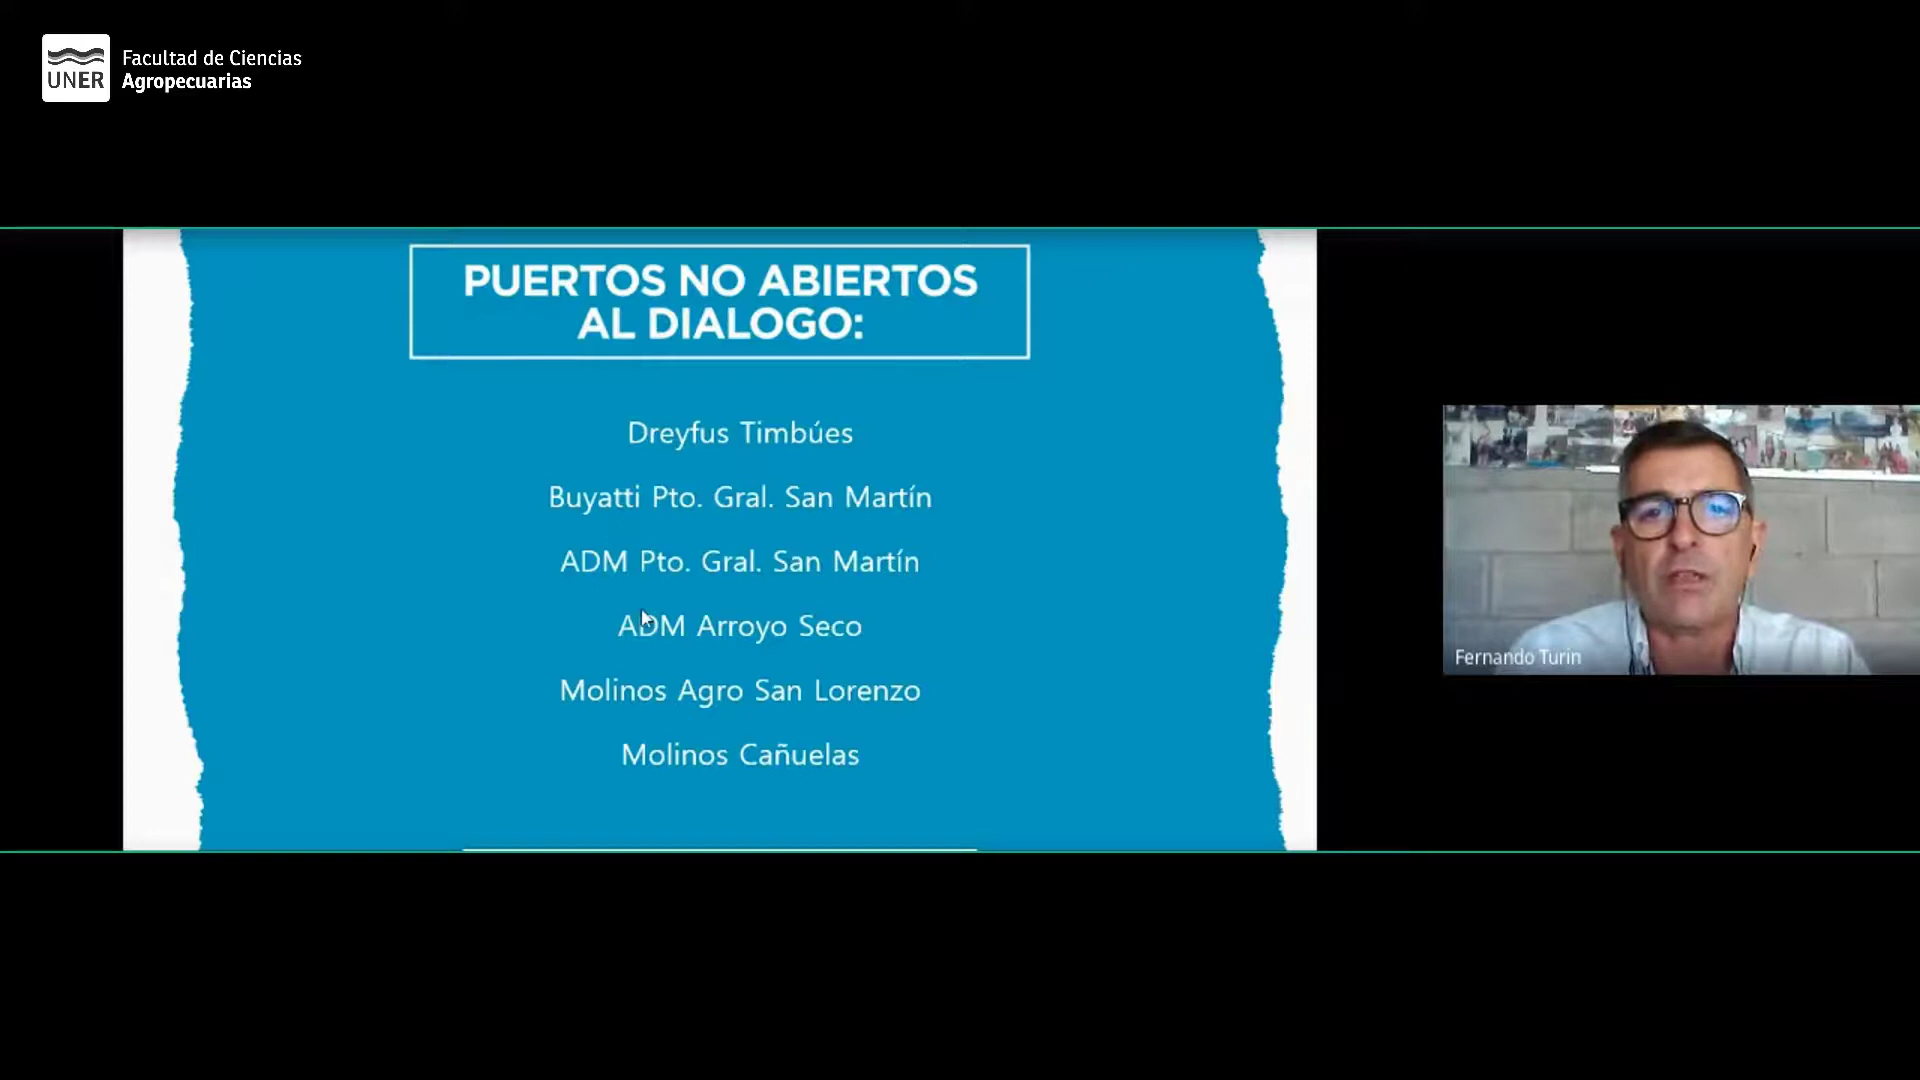 UNER
Facultad de Ciencias
Agropecuarias
PUERTOS NO ABIERTOS
AL DIALOGO:
Dreyfus Timbúes
Buyatti Pto. Gral. San Martín
ADM Pto. Gral. San Martín
ADM Arroyo Seco
Molinos Agro San Lorenzo
Molinos Cañuelas
Fernando Turin